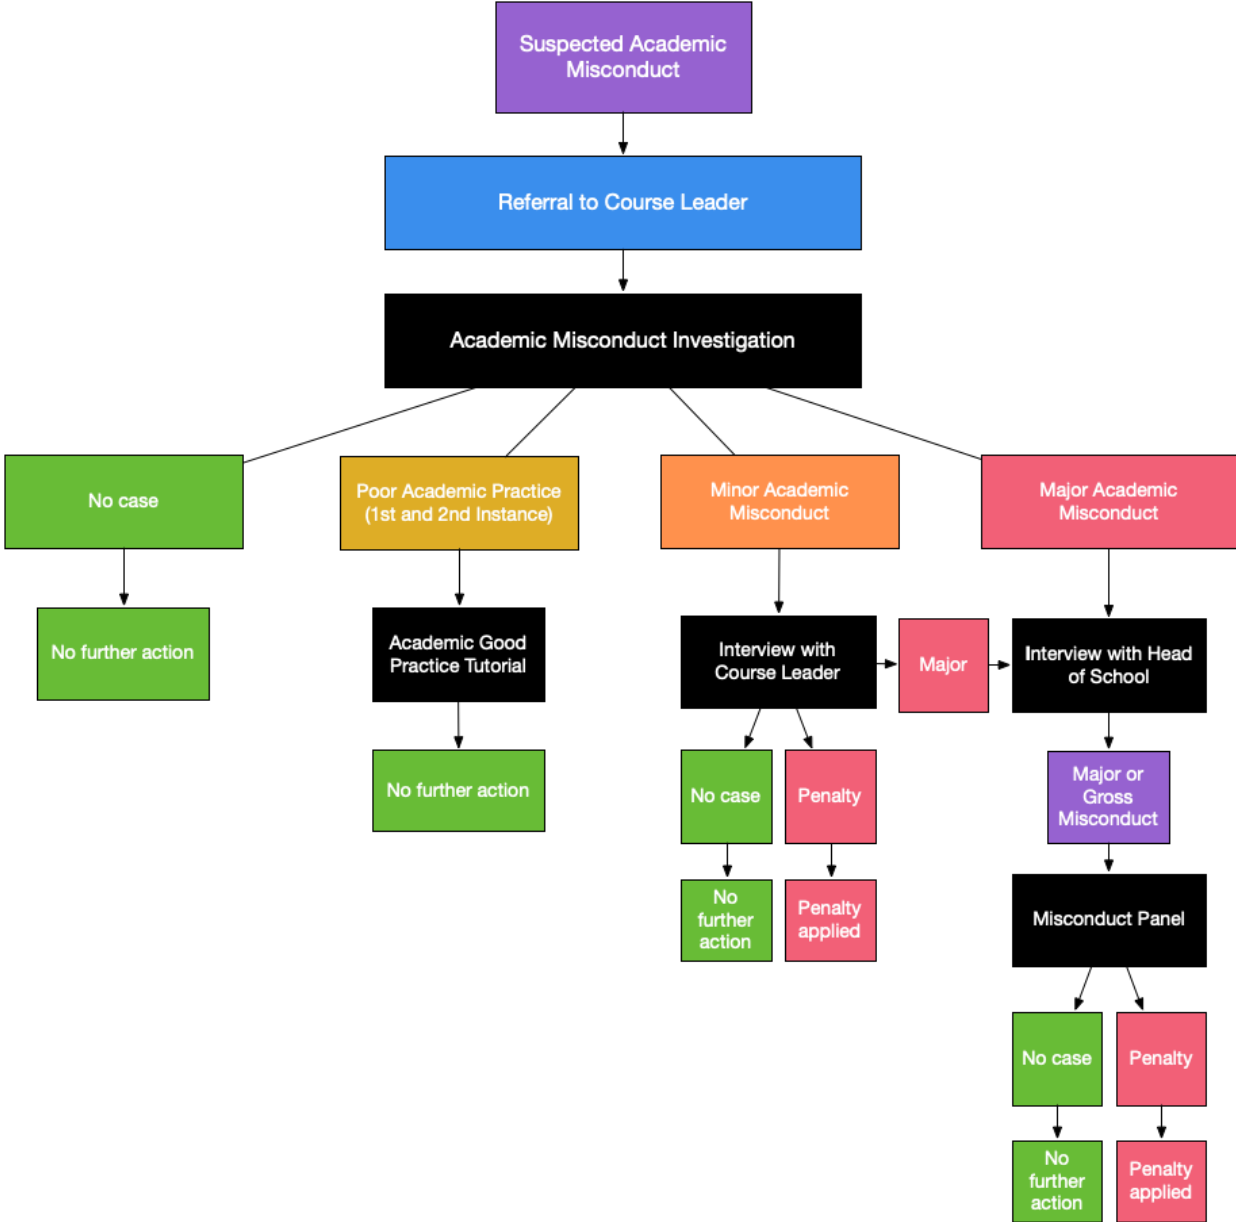 Suspected Academic
Misconduct
Referral to Course Leader
Academic Misconduct Investigation
No case
Poor Academic Practice
(1st and 2nd Instance)
Minor Academic
Misconduct
Major Academic
Misconduct
No further action
Academic Good
Practice Tutorial
Interview with
Course Leader
Major
Interview with Head
of School
No further action
No case
Penalty
Major or
Gross
Misconduct
No
further
action
Penalty
applied
Misconduct Panel
No case
Penalty
No
further
action
Penalty
applied